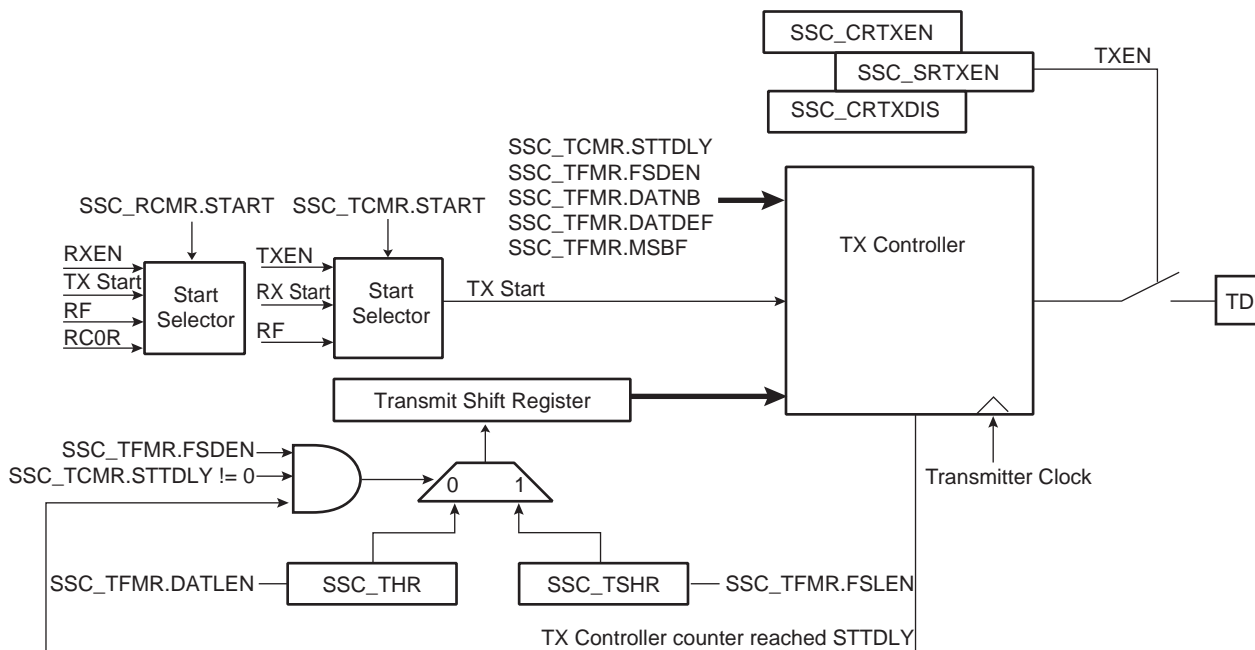 SSC_CRTXEN
SSC_SRTXEN
TXEN
SSC_CRTXDIS
SSC_TCMR.STTDLY
SSC_TFMR.FSDEN
SSC_TFMR.DATNB
SSC_TFMR.DATDEF
SSC_TFMR.MSBF
SSC_RCMR.START
SSC_TCMR.START
TX Controller
RXEN
TX Start
RF
RC0R
Start
Selector
TXEN
RX Start
RF
Start
Selector
TX Start
TD
Transmit Shift Register
SSC_TFMR.FSDEN
SSC_TCMR.STTDLY != 0
0
1
Transmitter Clock
SSC_TFMR.DATLEN
SSC_THR
SSC_TSHR
SSC_TFMR.FSLEN
TX Controller counter reached STTDLY